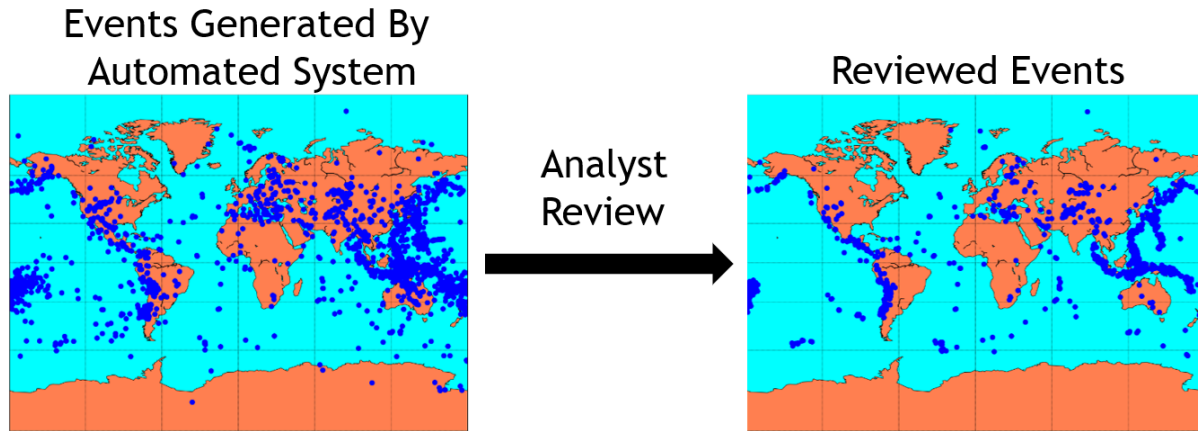 Events Generated By
Automated System
Analyst
Review
Reviewed Events